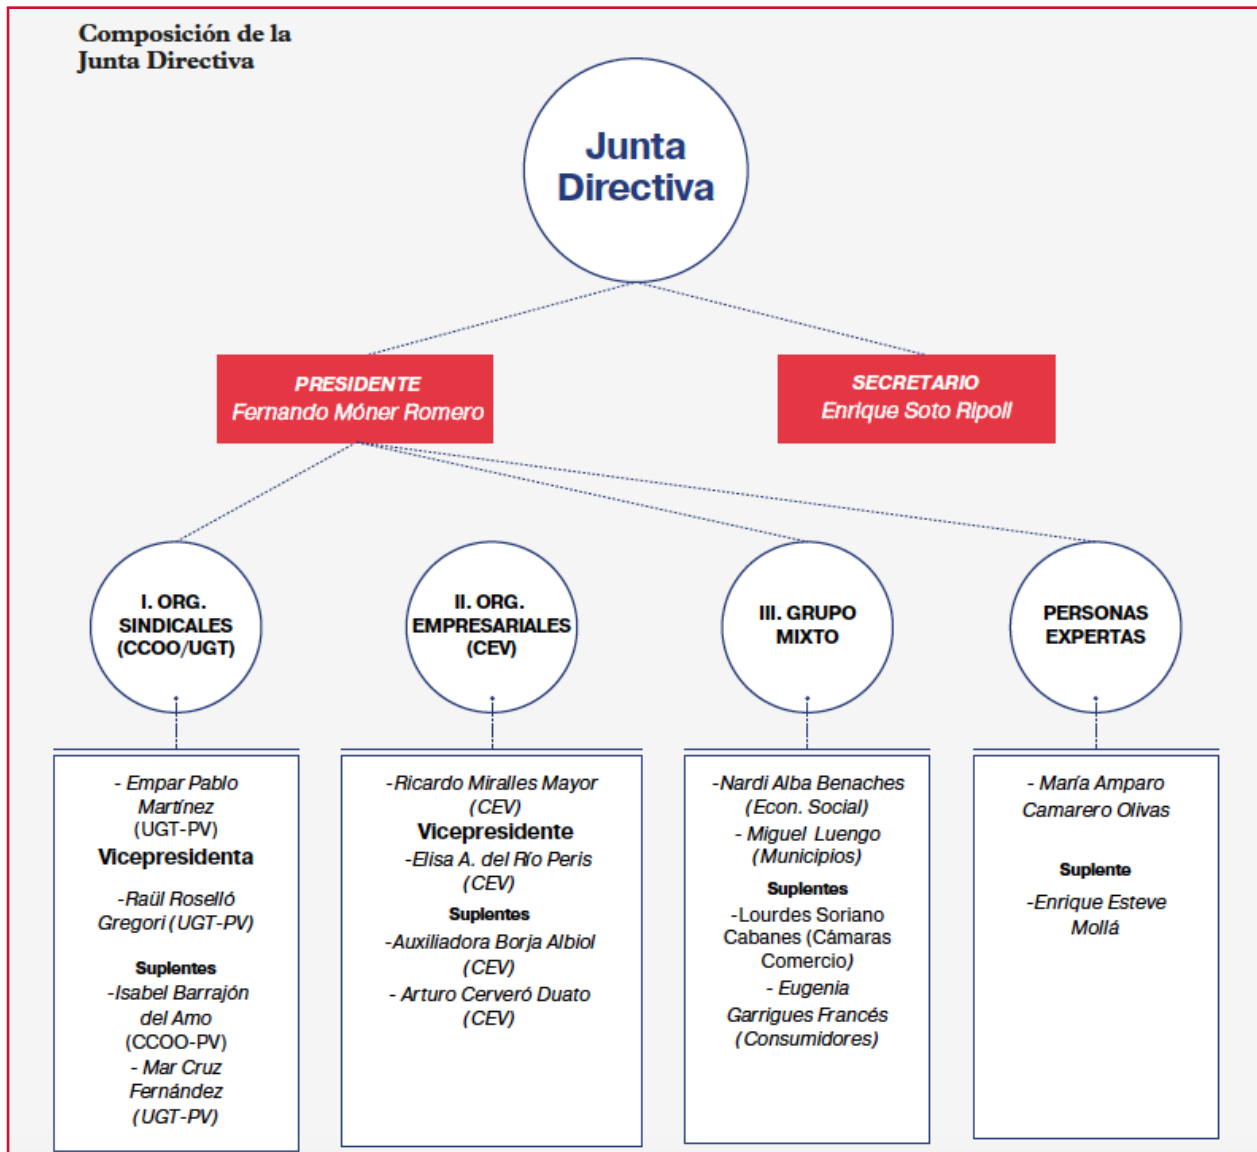 Composición de la
Junta Directiva
Junta
Directiva
PRESIDENTE
Fernando Móner Romero
SECRETARIO
Enrique Soto Ripoll
I. ORG.
SINDICALES
(CCOO/UGT)
II. ORG.
EMPRESARIALES
(CEV)
III. GRUPO
MIXTO
PERSONAS
EXPERTAS
- Empar Pablo
Martínez
(UGT-PV)
Vicepresidenta
-Raül Roselló
Gregori (UGT-PV)
Suplentes
-Isabel Barrajón
del Amo
(CCOO-PV)
- Mar Cruz
Fernández
(UGT-PV)
-Ricardo Miralles Mayor
(CEV)
Vicepresidente
-Elisa A. del Río Peris
(CEV)
Suplentes
-Auxiliadora Borja Albiol
(CEV)
- Arturo Cerveró Duato
(CEV)
-Nardi Alba Benaches
(Econ. Social)
- Miguel Luengo
(Municipios)
Suplentes
-Lourdes Soriano
Cabanes (Cámaras
Comercio)
- Eugenia
Garrigues Francés
(Consumidores)
- María Amparo
Camarero Olivas
Suplente
-Enrique Esteve
Mollá